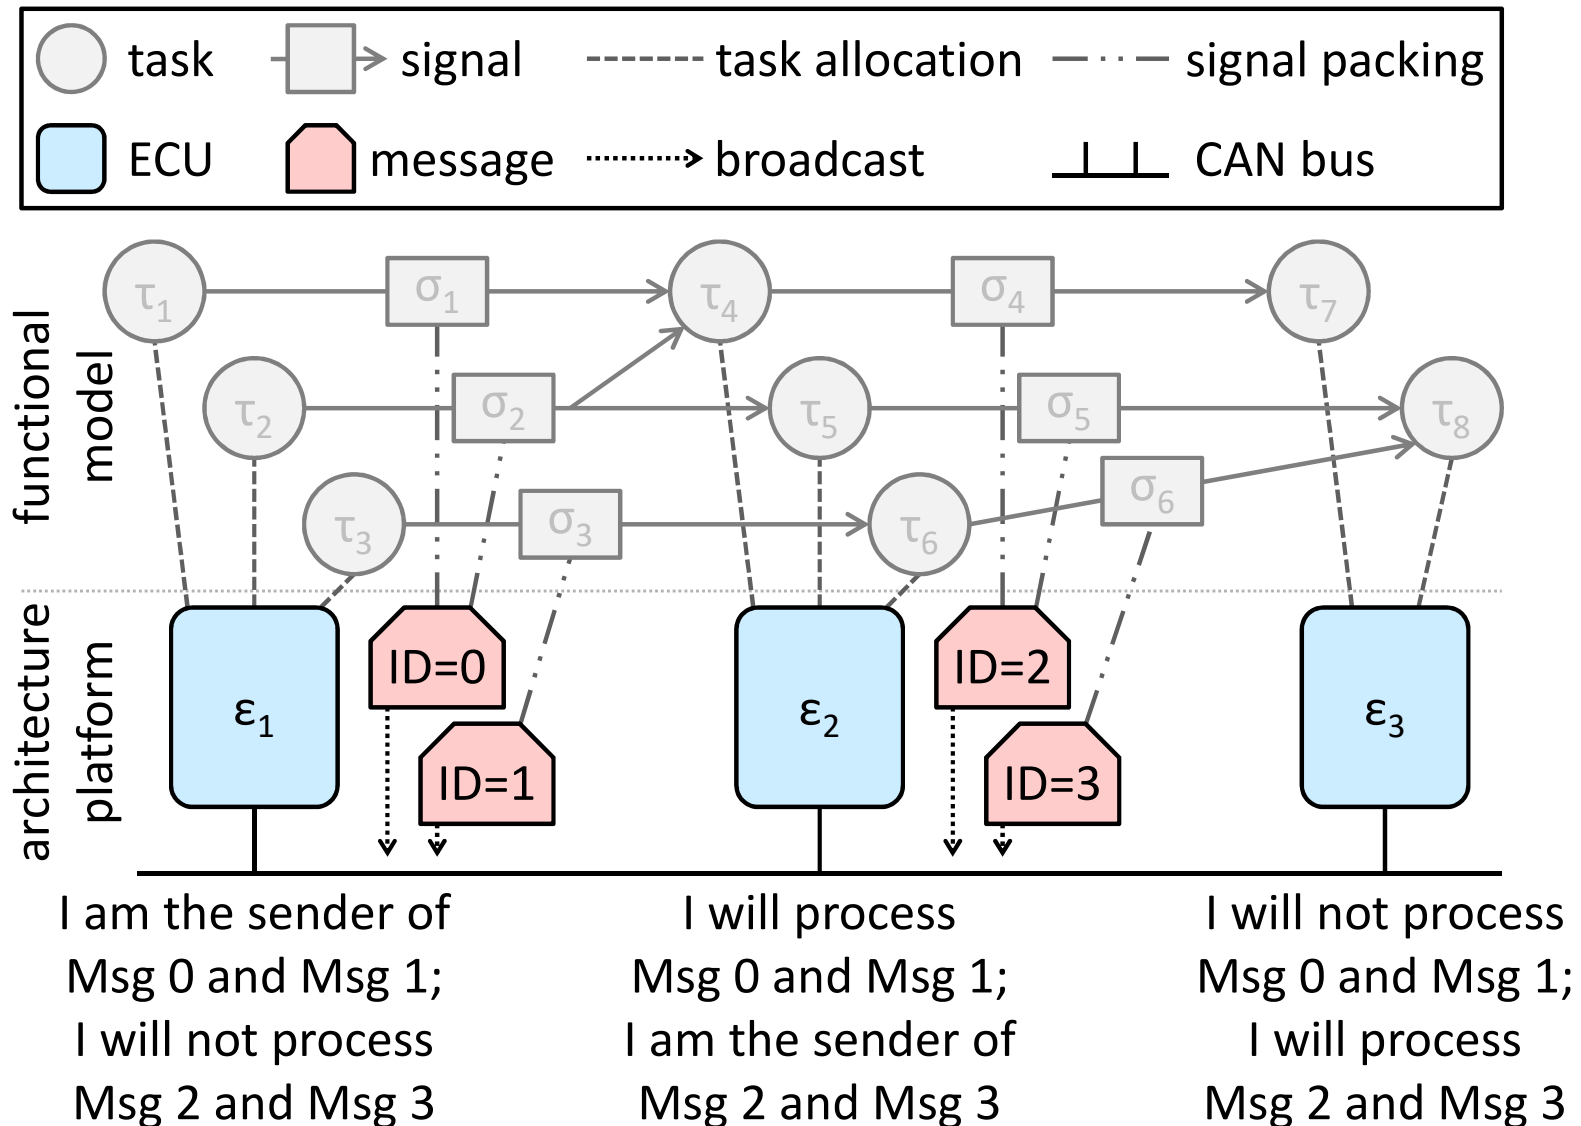 task signal task allocation signal packing
ECU message broadcast CAN bus
functional
model
τ1 σ1 τ4 σ4 τ7
τ2 σ2 τ5 σ5 τ8
τ3 σ3 τ6 σ6
architecture
platform
ε1 ID=0 ε2 ID=2 ε3
ID=1 ID=3
I am the sender of
Msg 0 and Msg 1;
I will not process
Msg 2 and Msg 3
I will process
Msg 0 and Msg 1;
I am the sender of
Msg 2 and Msg 3
I will not process
Msg 0 and Msg 1;
I will process
Msg 2 and Msg 3